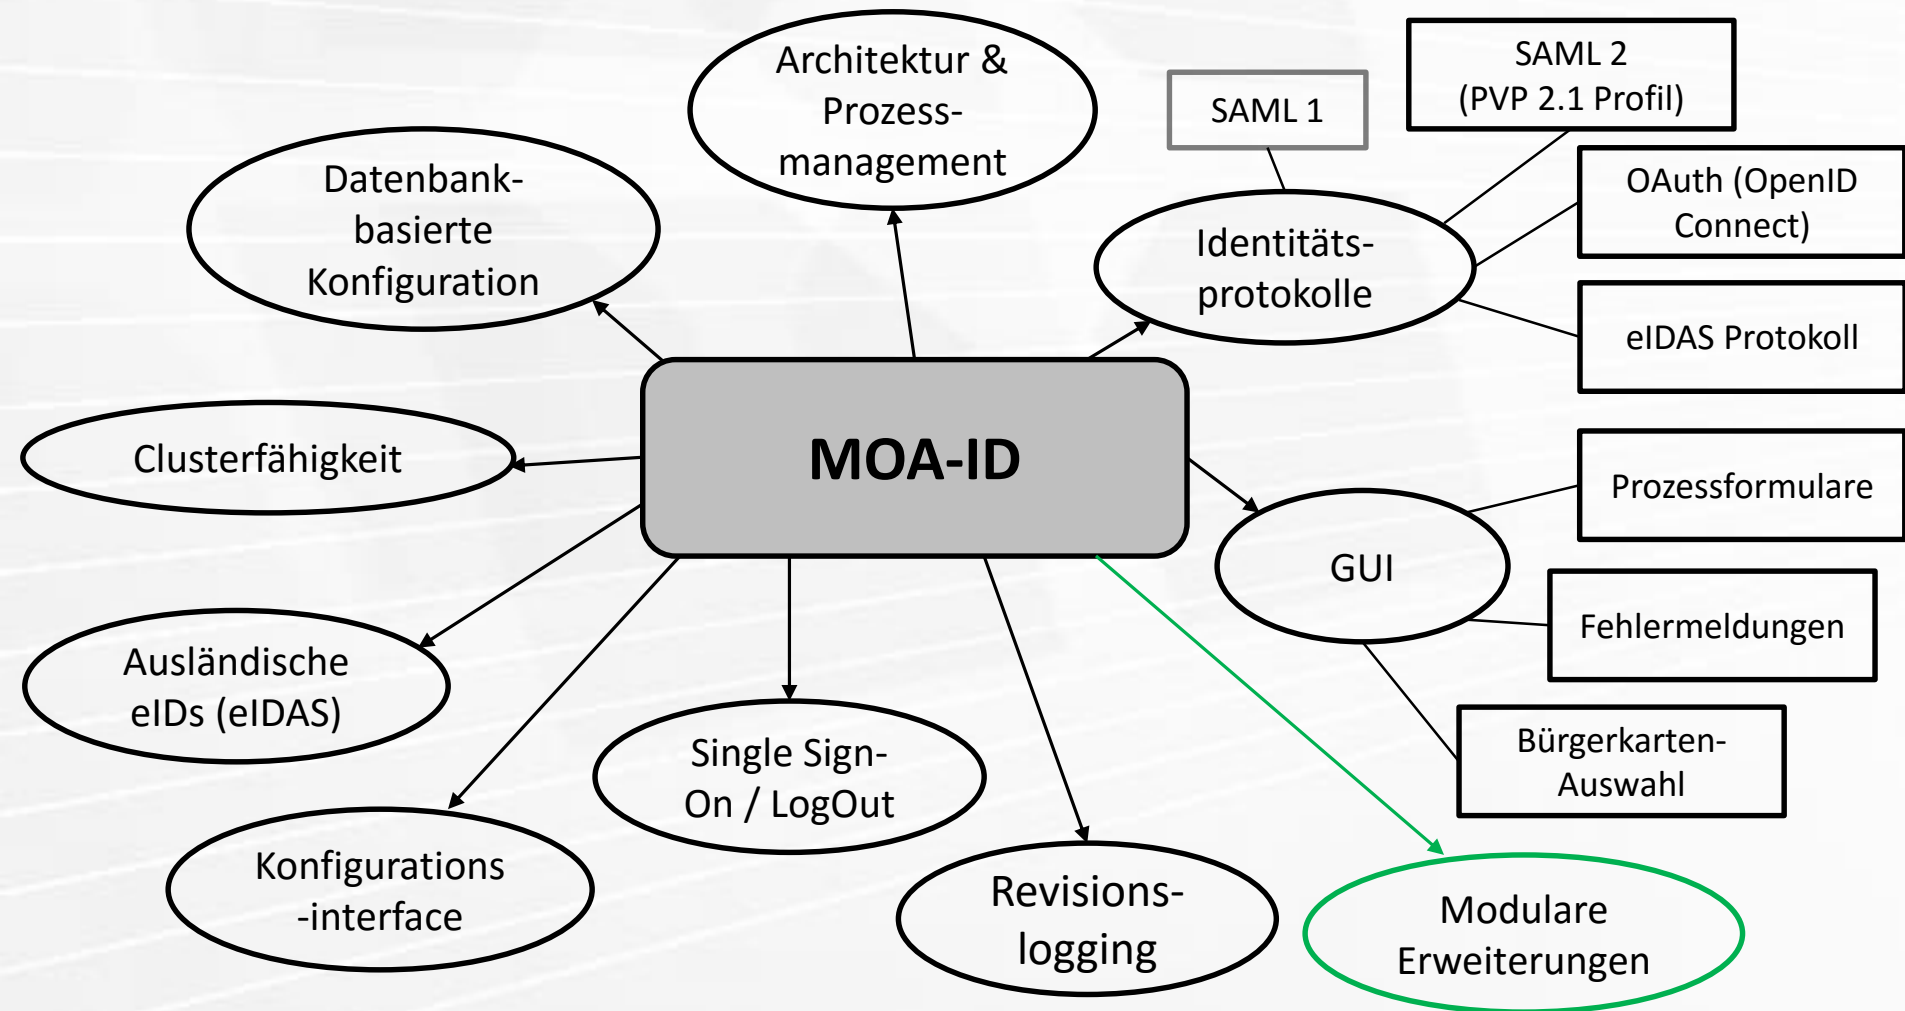 Architektur &
Prozess-
management
SAML 1
SAML 2
(PVP 2.1 Profil)
OAuth (OpenID
Connect)
eIDAS Protokoll
Identitäts-
protokolle
Datenbank-
basierte
Konfiguration
MOA-ID
Clusterfähigkeit
Prozessformulare
GUI
Fehlermeldungen
Bürgerkarten-
Auswahl
Ausländische
eIDs (eIDAS)
Single Sign-
On / LogOut
Konfigurations
-interface
Revisions-
logging
Modulare
Erweiterungen